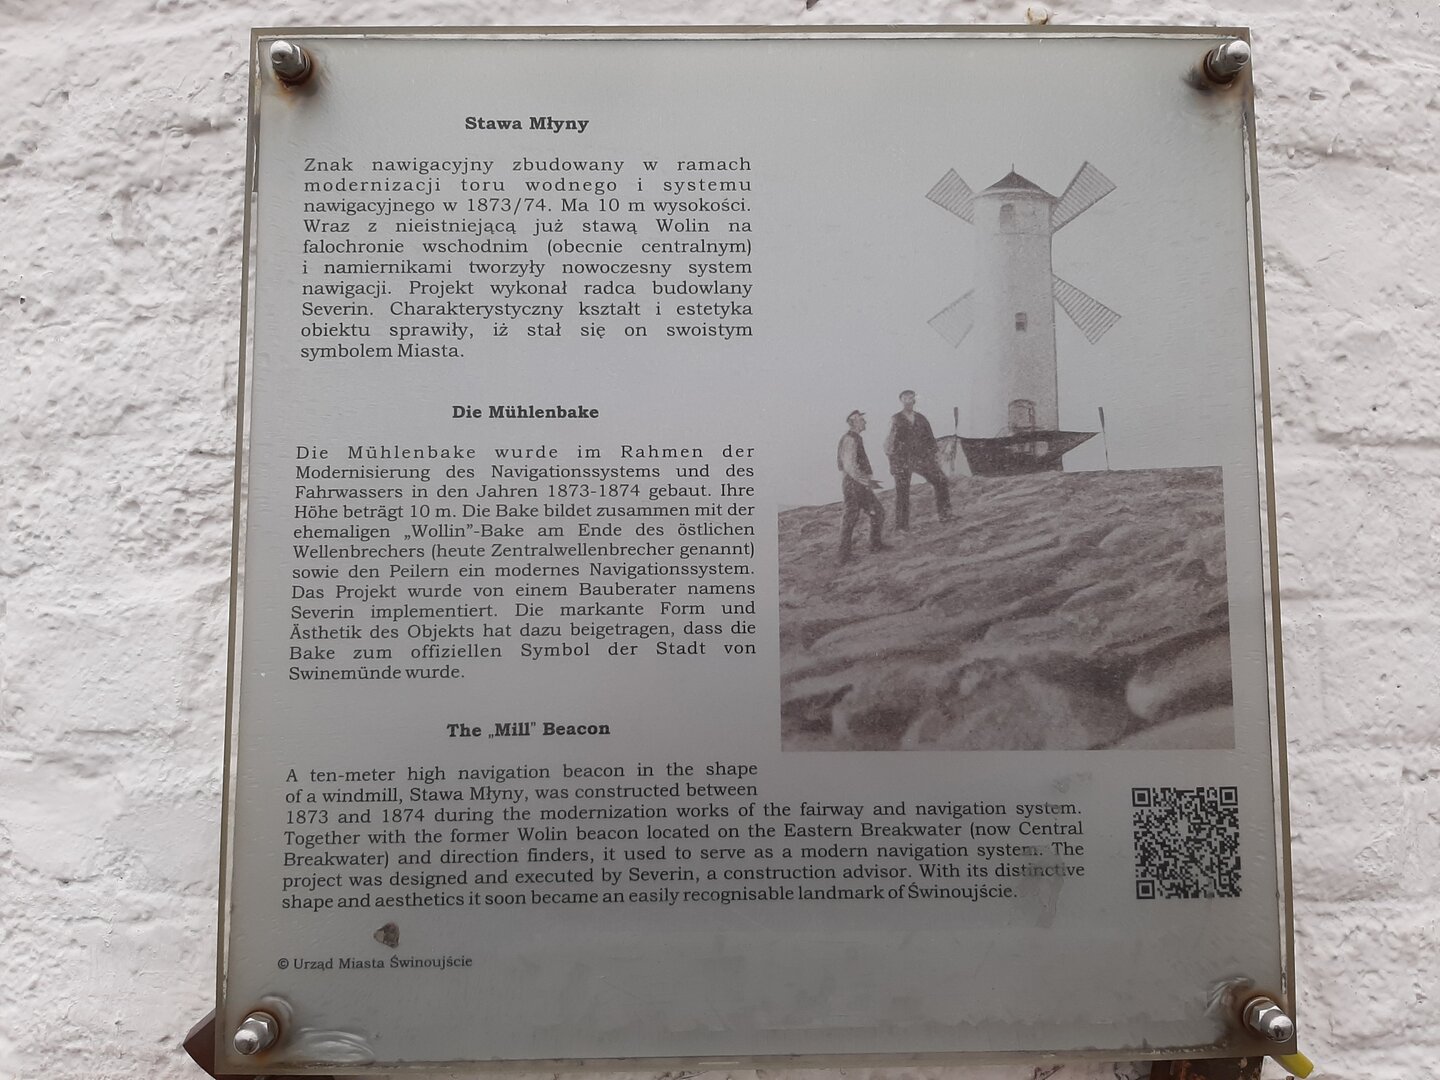 Stawa Młyny
Znak nawigacyjny zbudowany w ramach
modernizacji toru wodnego i systemu
nawigacyjnego w 1873/74. Ma 10 m wysokości.
Wraz z nieistniejącą już stawą Wolin na
falochronie wschodnim (obecnie centralnym)
i namiernikami tworzyły nowoczesny system
nawigacji. Projekt wykonał radca budowlany
Severin. Charakterystyczny kształt i estetyka
obiektu sprawiły, iż stał się on swoistym
symbolem Miasta.
Die Mühlenbake
Die Mühlenbake wurde im Rahmen der
Modernisierung des Navigationssystems und des
Fahrwassers in den Jahren 1873-1874 gebaut. Ihre
Höhe beträgt 10 m. Die Bake bildet zusammen mit der
ehemaligen „Wollin”-Bake am Ende des östlichen
Wellenbrechers (heute Zentralwellenbrecher genannt)
sowie den Peilern ein modernes Navigationssystem.
Das Projekt wurde von einem Bauberater namens
Severin implementiert. Die markante Form und
Ästhetik des Objekts hat dazu beigetragen, dass die
Bake zum offiziellen Symbol der Stadt von
Swinemünde wurde.
The „Mill” Beacon
A ten-meter high navigation beacon in the shape
of a windmill, Stawa Młyny, was constructed between
1873 and 1874 during the modernization works of the fairway and navigation system.
Together with the former Wolin beacon located on the Eastern Breakwater (now Central
Breakwater) and direction finders, it used to serve as a modern navigation system. The
project was designed and executed by Severin, a construction advisor. With its distinctive
shape and aesthetics it soon became an easily recognisable landmark of Świnoujście.
© Urząd Miasta Świnoujście